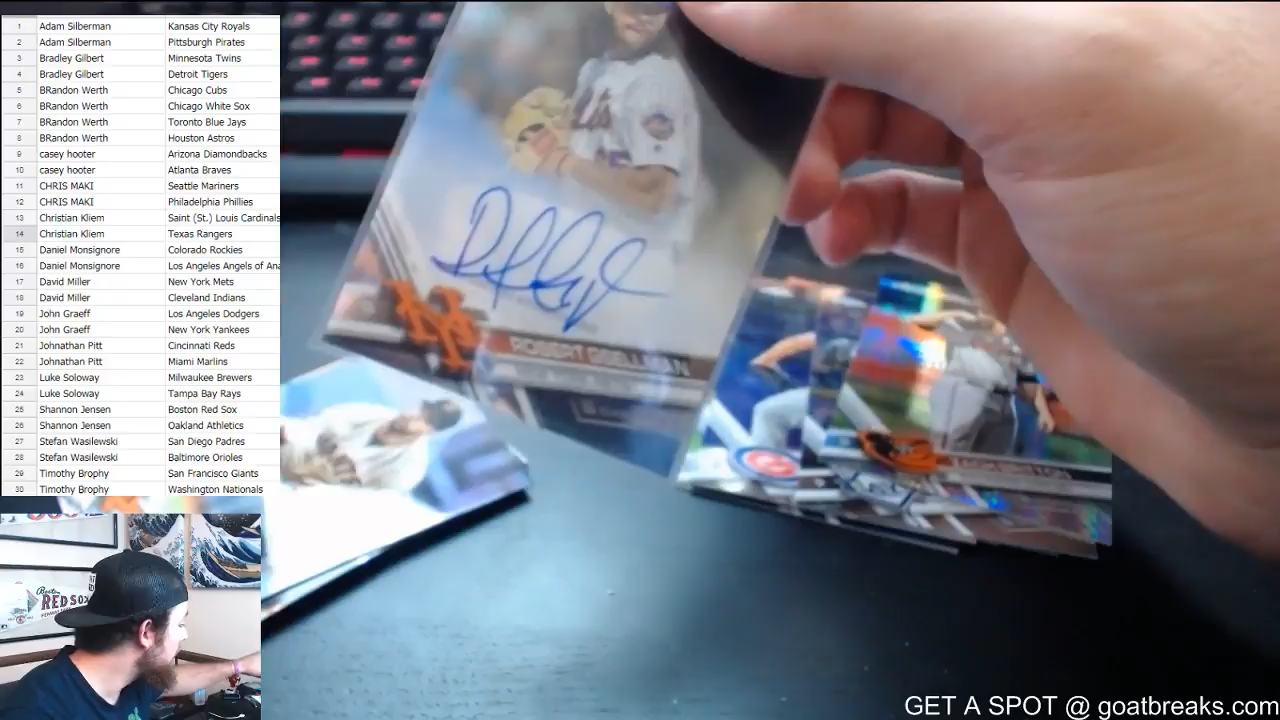 1 Adam Silberman Kansas City Royals
2 Adam Silberman Pittsburgh Pirates
3 Bradley Gilbert Minnesota Twins
4 Bradley Gilbert Detroit Tigers
5 BRandon Werth Chicago Cubs
6 BRandon Werth Chicago White Sox
7 BRandon Werth Toronto Blue Jays
8 BRandon Werth Houston Astros
9 casey hooter Arizona Diamondbacks
10 casey hooter Atlanta Braves
11 CHRIS MAKI Seattle Mariners
12 CHRIS MAKI Philadelphia Phillies
13 Christian Kliem Saint (St.) Louis Cardinals
14 Christian Kliem Texas Rangers
15 Daniel Monsignore Colorado Rockies
16 Daniel Monsignore Los Angeles Angels of Ana
17 David Miller New York Mets
18 David Miller Cleveland Indians
19 John Graeff Los Angeles Dodgers
20 John Graeff New York Yankees
21 Johnathan Pitt Cincinnati Reds
22 Johnathan Pitt Miami Marlins
23 Luke Soloway Milwaukee Brewers
24 Luke Soloway Tampa Bay Rays
25 Shannon Jensen Boston Red Sox
26 Shannon Jensen Oakland Athletics
27 Stefan Wasilewski San Diego Padres
28 Stefan Wasilewski Baltimore Orioles
29 Timothy Brophy San Francisco Giants
30 Timothy Brophy Washington Nationals
NY
ROBERT GSELLMAN
Boston
RED SOX
GET A SPOT @ goatbreaks.com